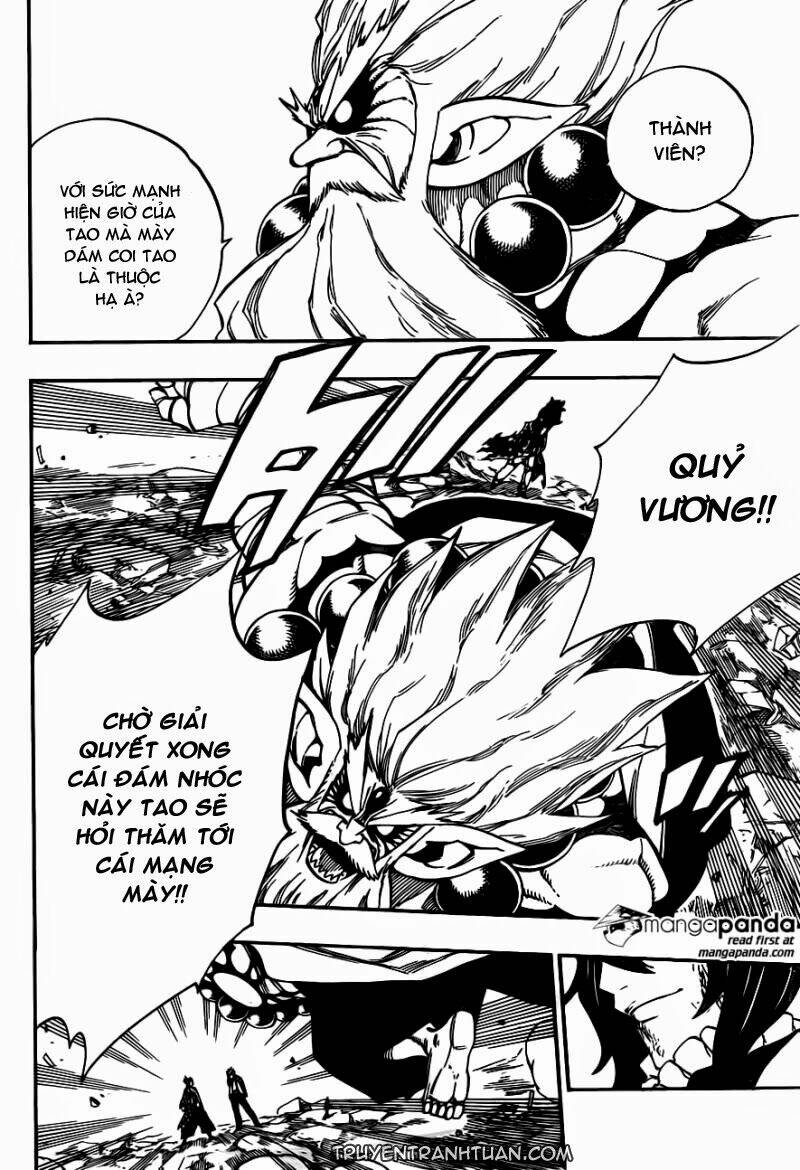 THÀNH
VIÊN?
VỚI SỨC MẠNH
HIỆN GIỜ CỦA
TAO MÀ MÀY
DÁM COI TAO
LÀ THUỘC
HẠ À?
QUỶ
VƯƠNG!!
CHỜ GIẢI
QUYẾT XONG
CÁI ĐÁM NHÓC
NÀY TAO SẼ
HỎI THĂM TỚI
CÁI MẠNG
MÀY!!
mangapanda
read first at
mangapanda.com
TRUYENTRANHTUAN.COM